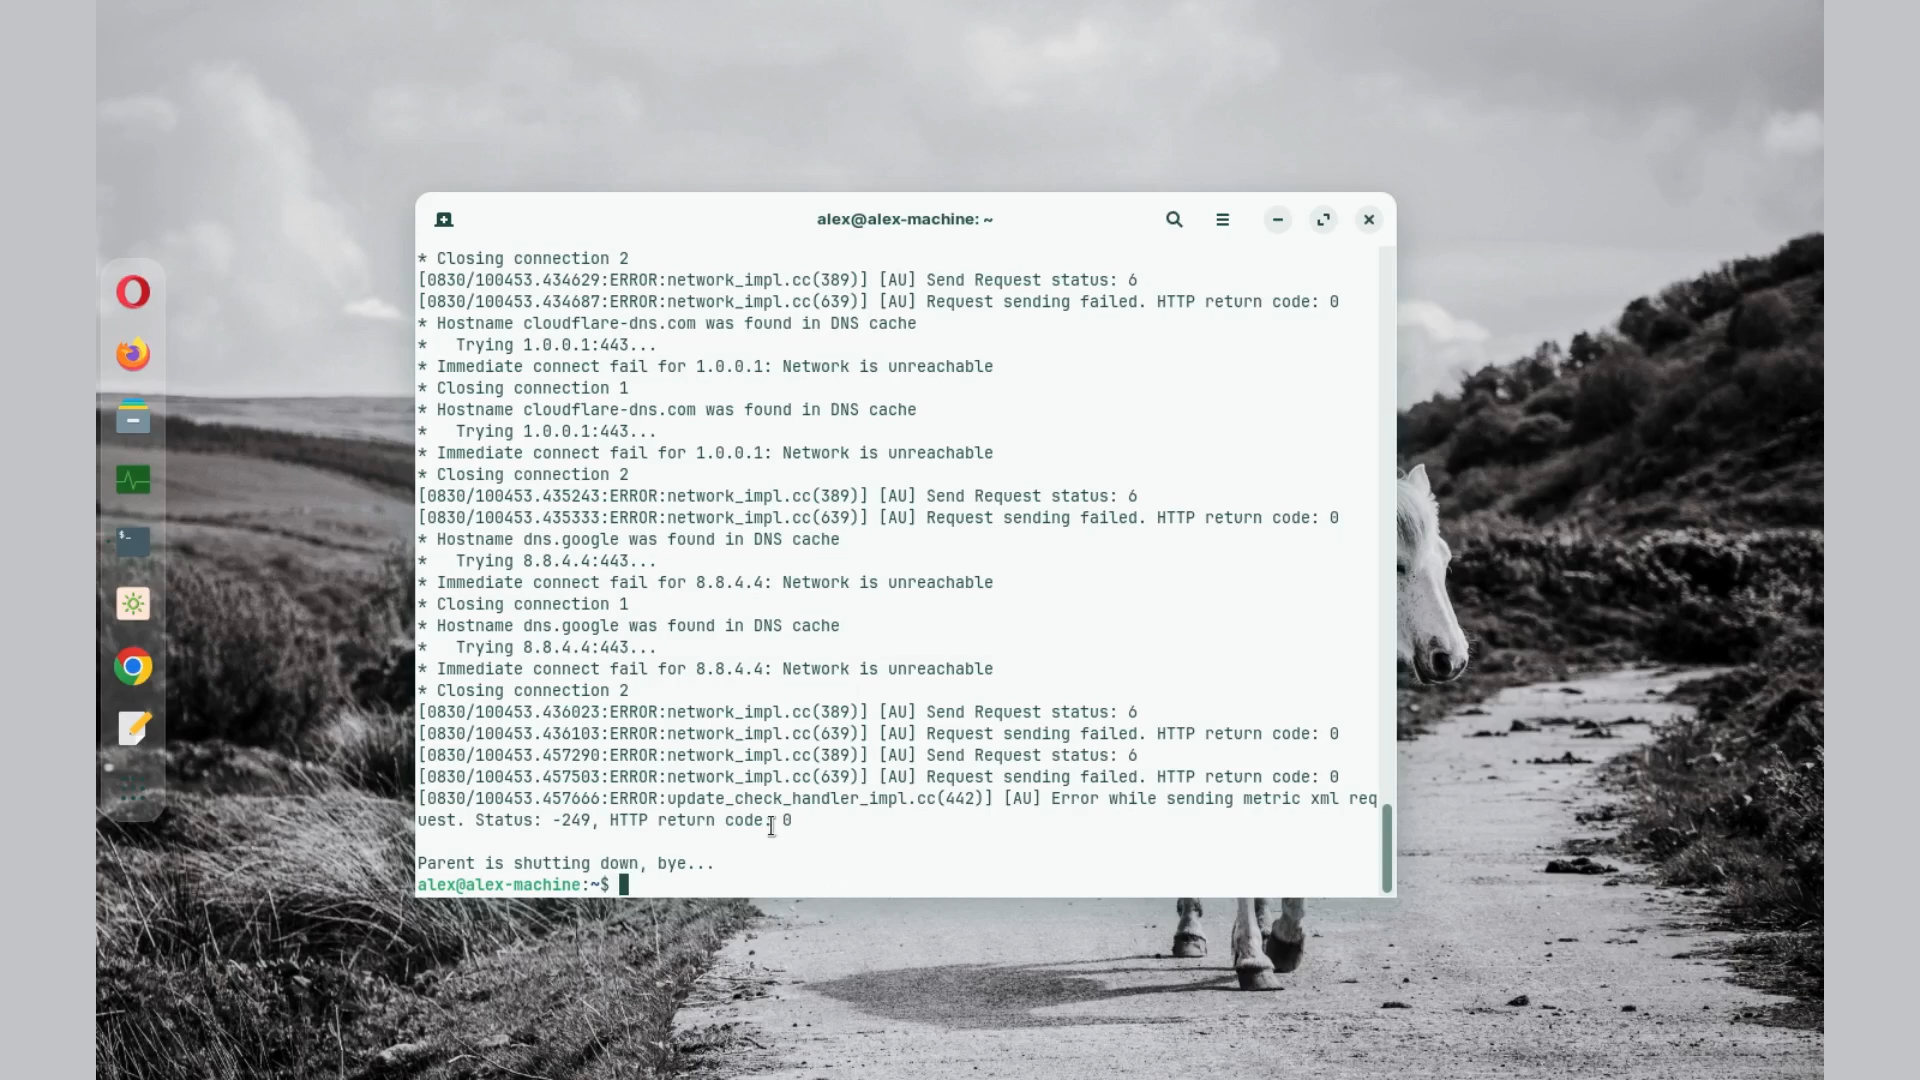 alex@alex-machine: ~
* Closing connection 2
[0830/100453.434629:ERROR:network_impl.cc(389)] [AU] Send Request status: 6
[0830/100453.434687:ERROR:network_impl.cc(639)] [AU] Request sending failed. HTTP return code: 0
* Hostname cloudflare-dns.com was found in DNS cache
*   Trying 1.0.0.1:443...
* Immediate connect fail for 1.0.0.1: Network is unreachable
* Closing connection 1
* Hostname cloudflare-dns.com was found in DNS cache
*   Trying 1.0.0.1:443...
* Immediate connect fail for 1.0.0.1: Network is unreachable
* Closing connection 2
[0830/100453.435243:ERROR:network_impl.cc(389)] [AU] Send Request status: 6
[0830/100453.435333:ERROR:network_impl.cc(639)] [AU] Request sending failed. HTTP return code: 0
* Hostname dns.google was found in DNS cache
*   Trying 8.8.4.4:443...
* Immediate connect fail for 8.8.4.4: Network is unreachable
* Closing connection 1
* Hostname dns.google was found in DNS cache
*   Trying 8.8.4.4:443...
* Immediate connect fail for 8.8.4.4: Network is unreachable
* Closing connection 2
[0830/100453.436023:ERROR:network_impl.cc(389)] [AU] Send Request status: 6
[0830/100453.436103:ERROR:network_impl.cc(639)] [AU] Request sending failed. HTTP return code: 0
[0830/100453.457290:ERROR:network_impl.cc(389)] [AU] Send Request status: 6
[0830/100453.457503:ERROR:network_impl.cc(639)] [AU] Request sending failed. HTTP return code: 0
[0830/100453.457666:ERROR:update_check_handler_impl.cc(442)] [AU] Error while sending metric xml req
uest. Status: -249, HTTP return code: 0
Parent is shutting down, bye...
alex@alex-machine:~$